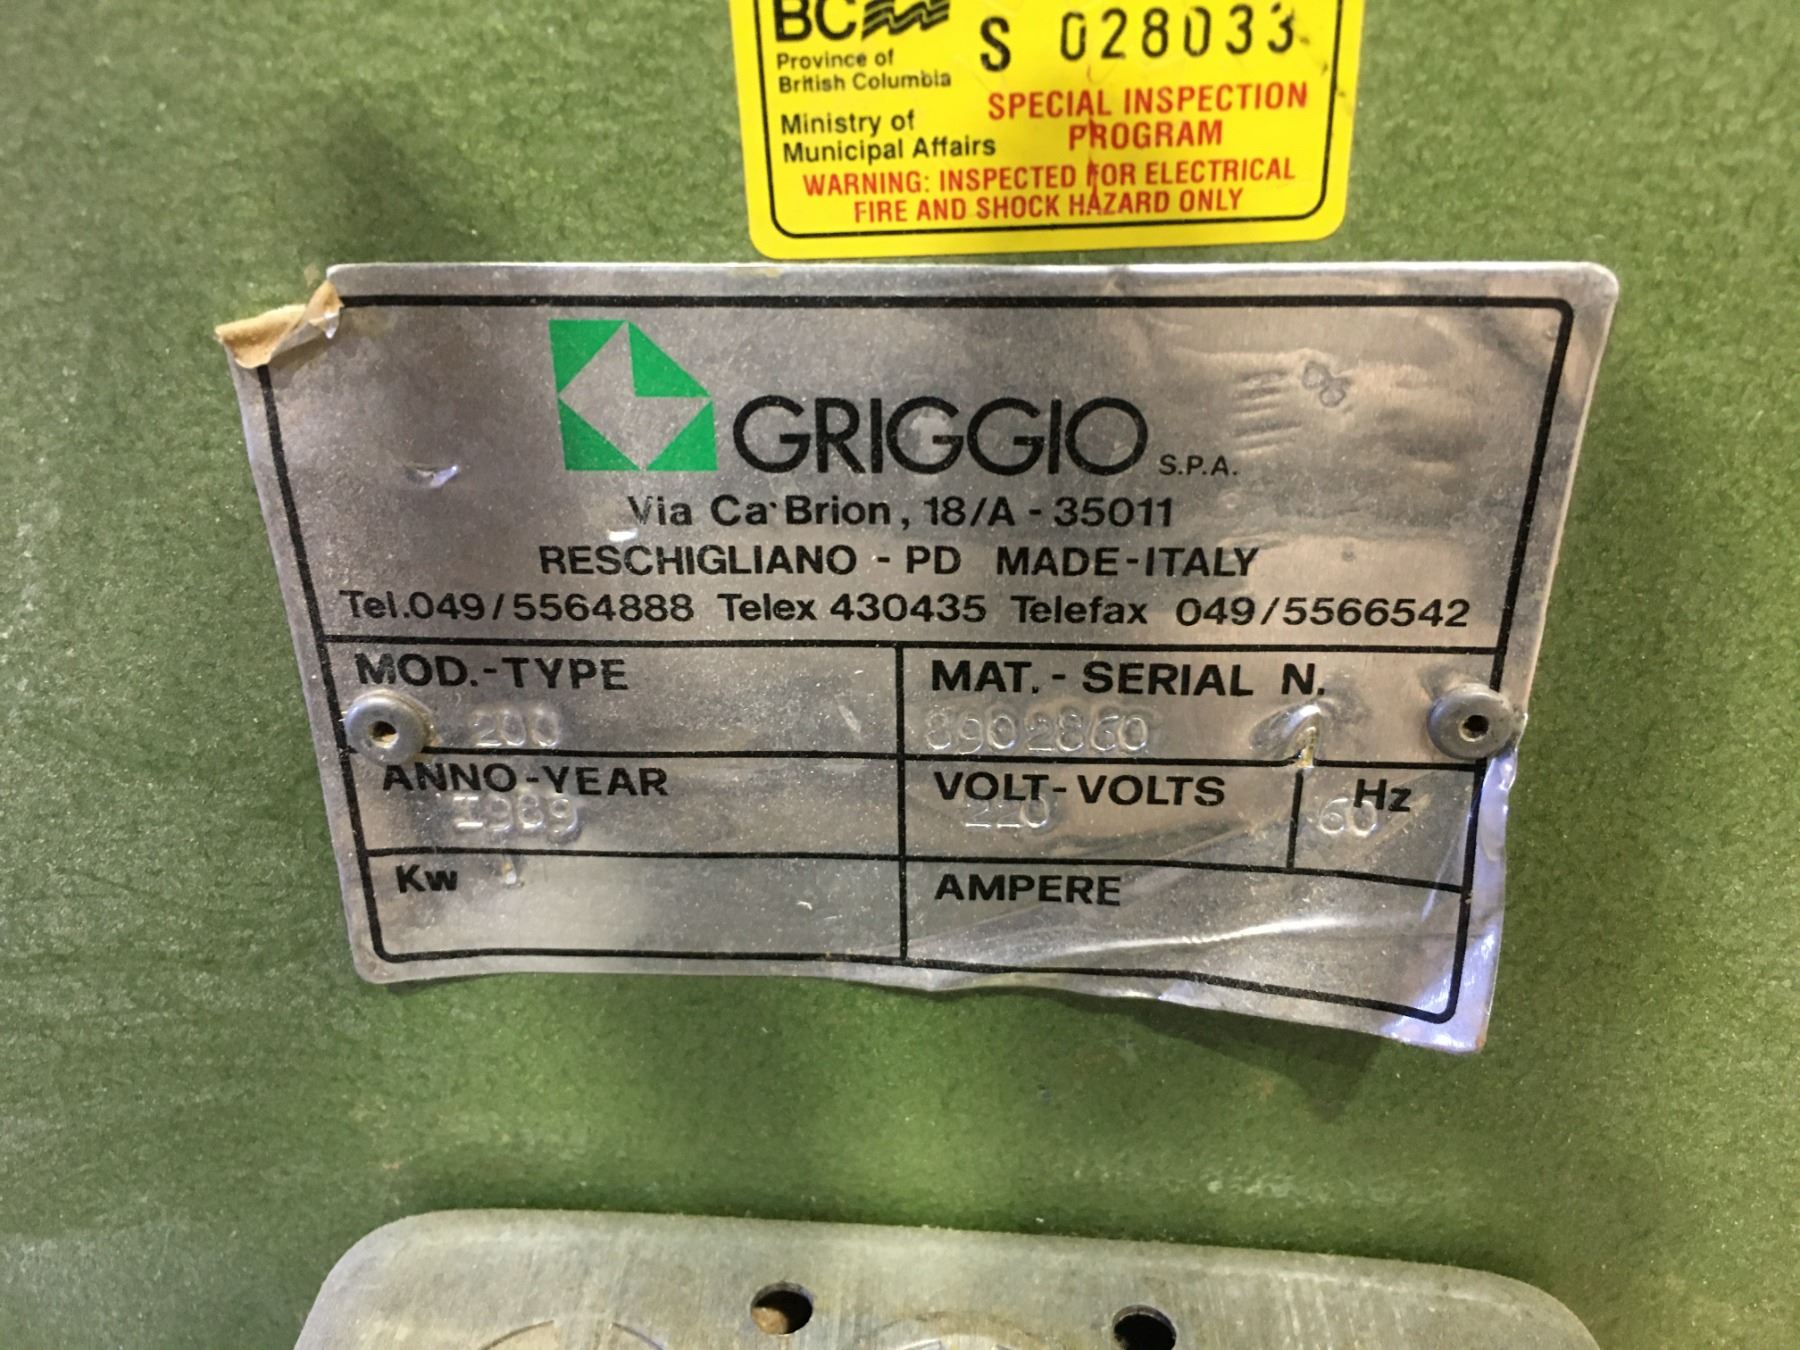 BC
S 028033
Province of
British Columbia
Ministry of
Municipal Affairs
SPECIAL INSPECTION
PROGRAM
WARNING: INSPECTED FOR ELECTRICAL
FIRE AND SHOCK HAZARD ONLY
GRIGGIO S.P.A.
Via Ca' Brion, 18/A - 35011
RESCHIGLIANO - PD MADE-ITALY
Tel.049/5564888 Telex 430435 Telefax 049/5566542
MOD.-TYPE
200
MAT. - SERIAL N.
8902860
ANNO-YEAR
1989
VOLT-VOLTS
Hz
60
Kw
AMPERE